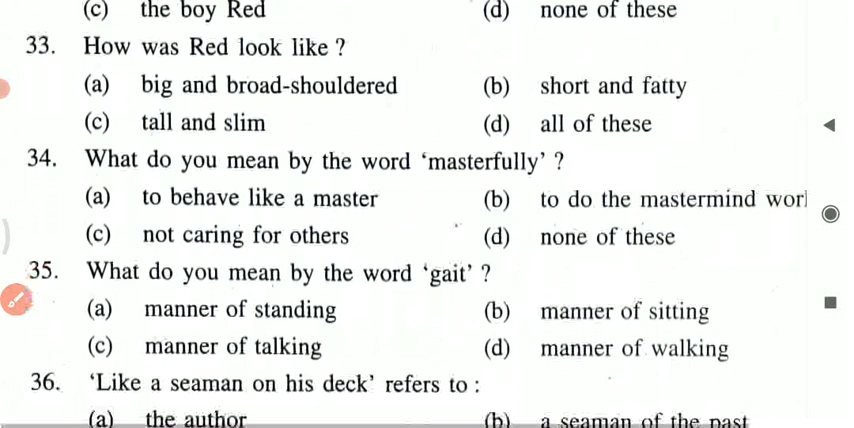 (c) the boy Red (d) none of these
33. How was Red look like ?
(a) big and broad-shouldered (b) short and fatty
(c) tall and slim (d) all of these
34. What do you mean by the word ‘masterfully’ ?
(a) to behave like a master (b) to do the mastermind
(c) not caring for others (d) none of these
35. What do you mean by the word ‘gait’ ?
(a) manner of standing (b) manner of sitting
(c) manner of talking (d) manner of walking
36. ‘Like a seaman on his deck’ refers to :
(a) the author (b) a seaman of the past